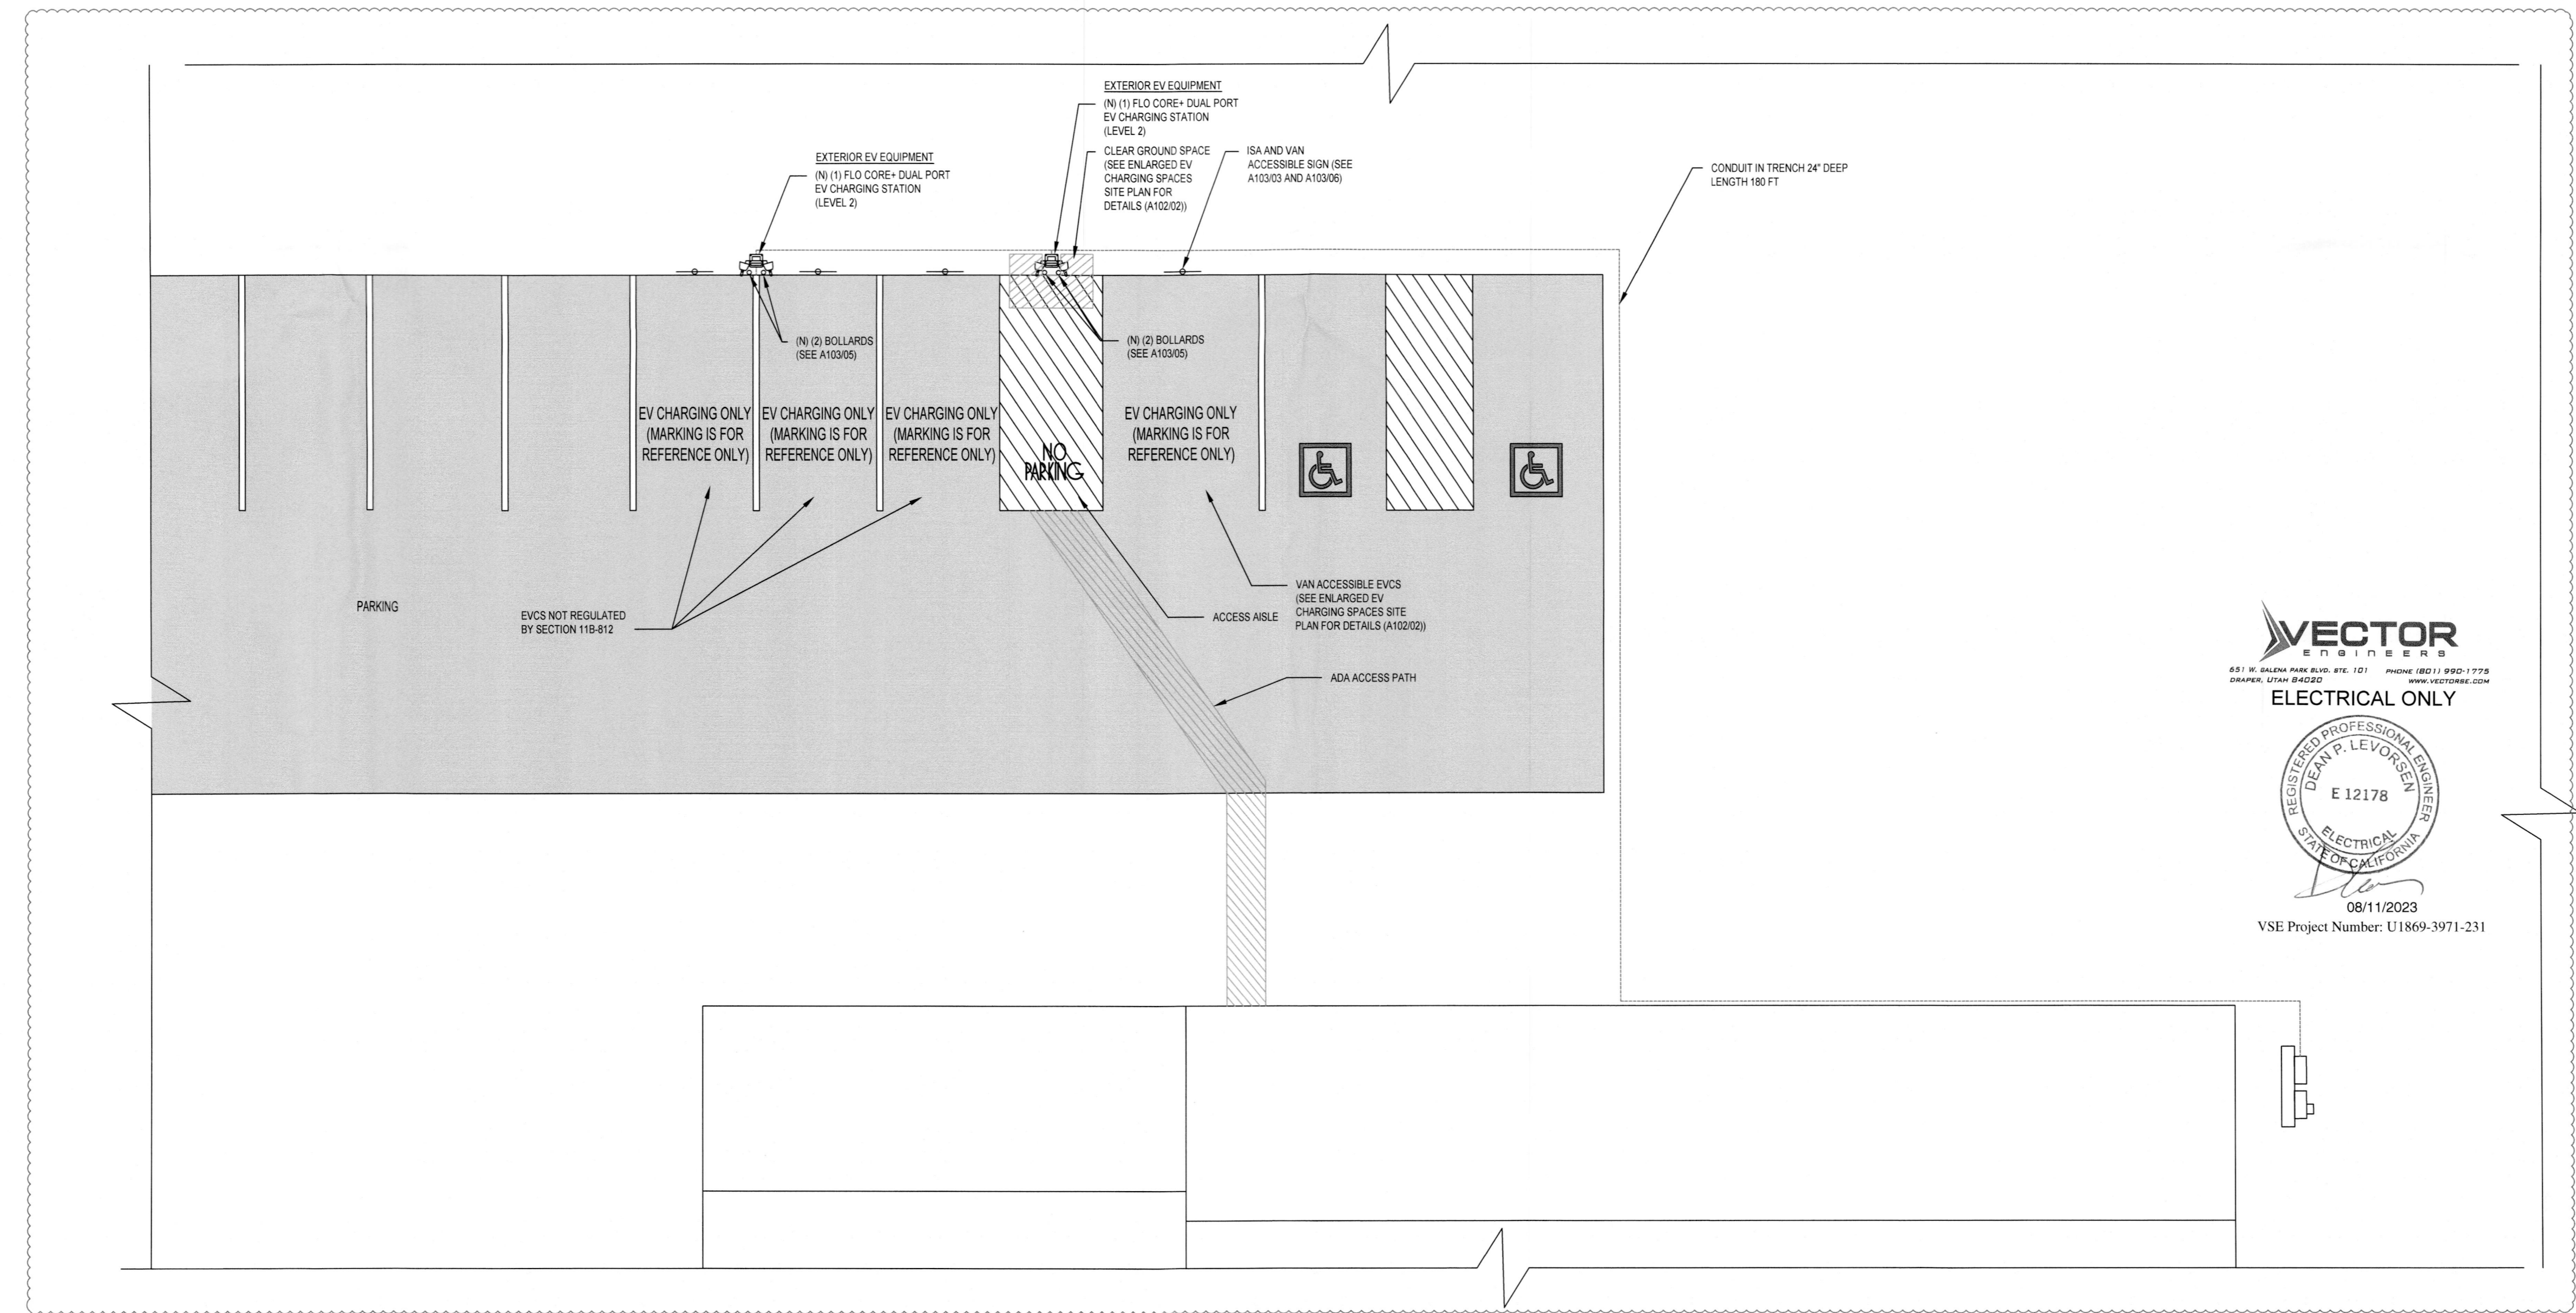 EXTERIOR EV EQUIPMENT
(N) (1) FLO CORE+ DUAL PORT
EV CHARGING STATION
(LEVEL 2)
CLEAR GROUND SPACE
(SEE ENLARGED EV
CHARGING SPACES
SITE PLAN FOR
DETAILS (A102/02))
ISA AND VAN
ACCESSIBLE SIGN (SEE
A103/03 AND A103/06)
EXTERIOR EV EQUIPMENT
(N) (1) FLO CORE+ DUAL PORT
EV CHARGING STATION
(LEVEL 2)
CONDUIT IN TRENCH 24" DEEP
LENGTH 180 FT
(N) (2) BOLLARDS
(SEE A103/05)
(N) (2) BOLLARDS
(SEE A103/05)
EV CHARGING ONLY
(MARKING IS FOR
REFERENCE ONLY)
EV CHARGING ONLY
(MARKING IS FOR
REFERENCE ONLY)
EV CHARGING ONLY
(MARKING IS FOR
REFERENCE ONLY)
NO
PARKING
EV CHARGING ONLY
(MARKING IS FOR
REFERENCE ONLY)
PARKING
EVCS NOT REGULATED
BY SECTION 11B-812
ACCESS AISLE
VAN ACCESSIBLE EVCS
(SEE ENLARGED EV
CHARGING SPACES SITE
PLAN FOR DETAILS (A102/02))
ADA ACCESS PATH
VECTOR
ENGINEERS
651 W. GALENA PARK BLVD. STE. 101 PHONE (801) 990-1775
DRAPER, UTAH 84020 WWW.VECTORSE.COM
ELECTRICAL ONLY
REGISTERED PROFESSIONAL ENGINEER
DEAN P. LEVORSEN
E 12178
ELECTRICAL
STATE OF CALIFORNIA
08/11/2023
VSE Project Number: U1869-3971-231